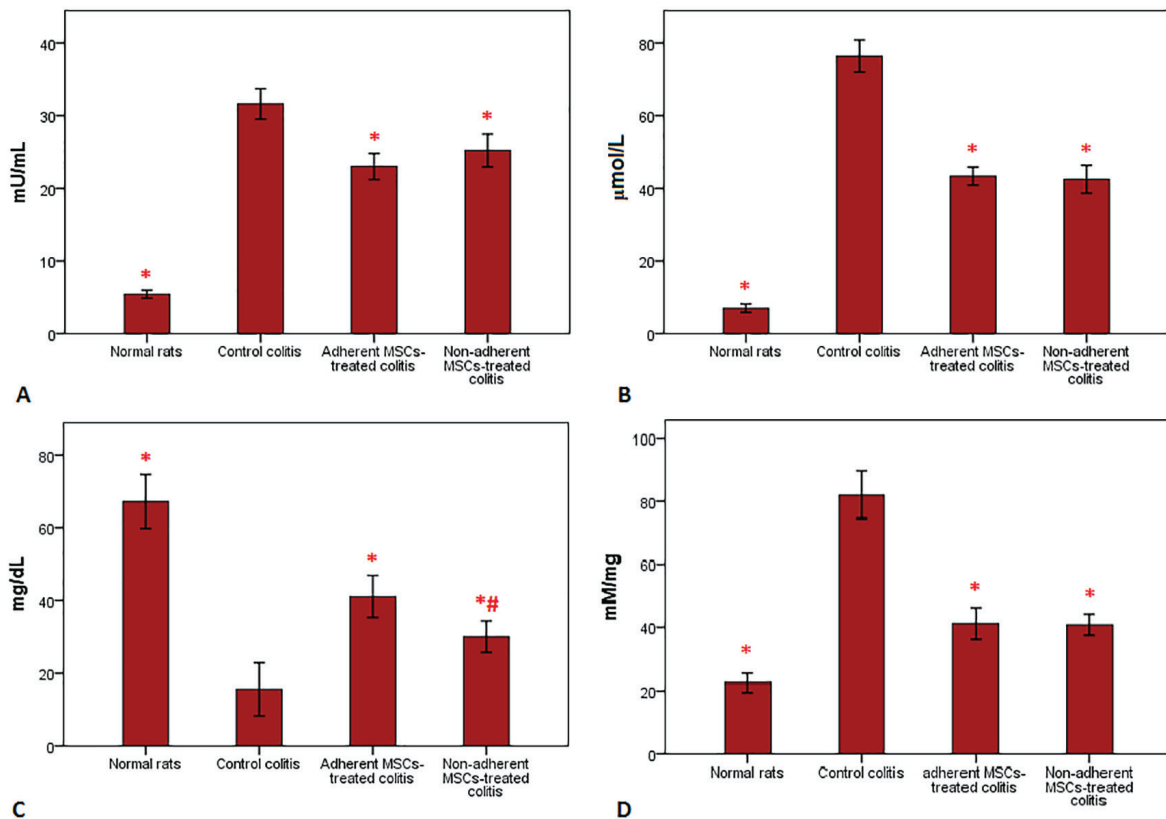 40
30
20
10
0
mU/mL
*
*
*
Normal rats
Control colitis
Adherent MSCs-
treated colitis
Non-adherent
MSCs-treated
colitis
A
80
60
40
20
0
µmol/L
*
*
*
Normal rats
Control colitis
Adherent MSCs-
treated colitis
Non-adherent
MSCs-treated
colitis
B
80
60
40
20
0
mg/dL
*
*
*#
Normal rats
Control colitis
Adherent MSCs-
treated colitis
Non-adherent
MSCs-treated
colitis
C
100
80
60
40
20
0
mM/mg
*
*
*
Normal rats
Control colitis
adherent MSCs-
treated colitis
Non-adherent
MSCs-treated colitis
D